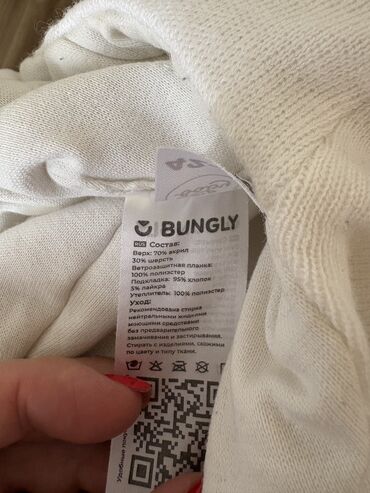 BUNGLY
RUS Состав:
Верх: 70% акрил
30% шерсть
Ветрозащитная планка:
100% полиэстер
Подкладка: 95% хлопок
5% лайкра
Утеплитель: 100% полиэстер
Уход:
Рекомендована стирка
нейтральными жидкими
моющими средствами
без предварительного
замачивания и застирывания.
Стирать с изделиями, схожими
по цвету и типу ткани.
Удобные